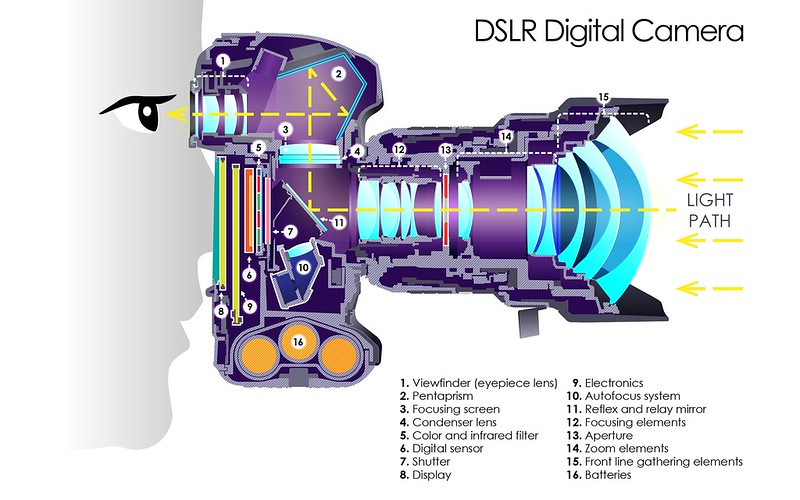 DSLR Digital Camera
1
2
3
4
5
12
13
14
15
LIGHT
PATH
11
7
10
6
8
9
16
1. Viewfinder (eyepiece lens)
2. Pentaprism
3. Focusing screen
4. Condenser lens
5. Color and infrared filter
6. Digital sensor
7. Shutter
8. Display
9. Electronics
10. Autofocus system
11. Reflex and relay mirror
12. Focusing elements
13. Aperture
14. Zoom elements
15. Front line gathering elements
16. Batteries